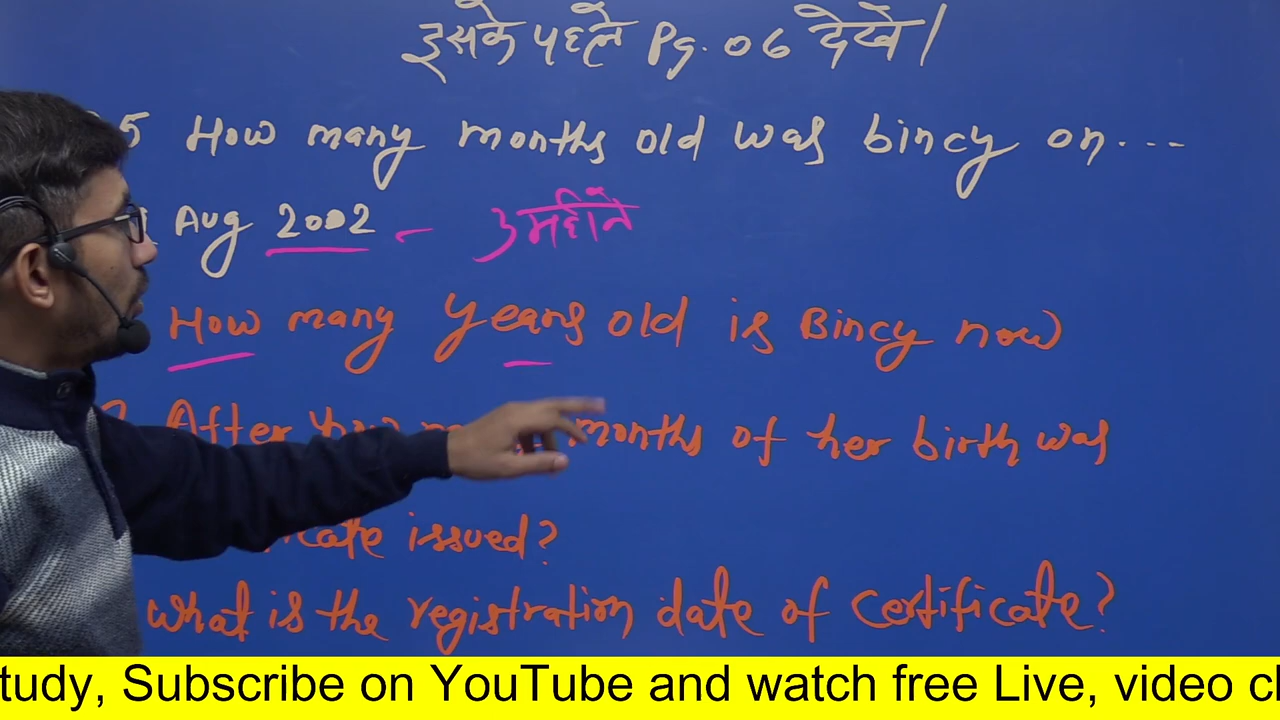 इसके पहले Pg. 06 देखें।
5 How many months old was bincy on...
Aug 2002 - 3 महीने
How many years old is Bincy now
After how months of her birth was
issued?
What is the registration date of Certificate?
tudy, Subscribe on YouTube and watch free Live, video cl